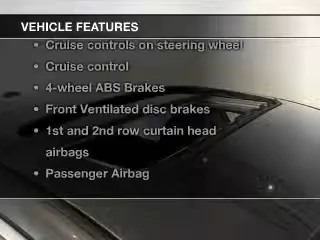 VEHICLE FEATURES
• Cruise controls on steering wheel
• Cruise control
• 4-wheel ABS Brakes
• Front Ventilated disc brakes
• 1st and 2nd row curtain head
airbags
• Passenger Airbag